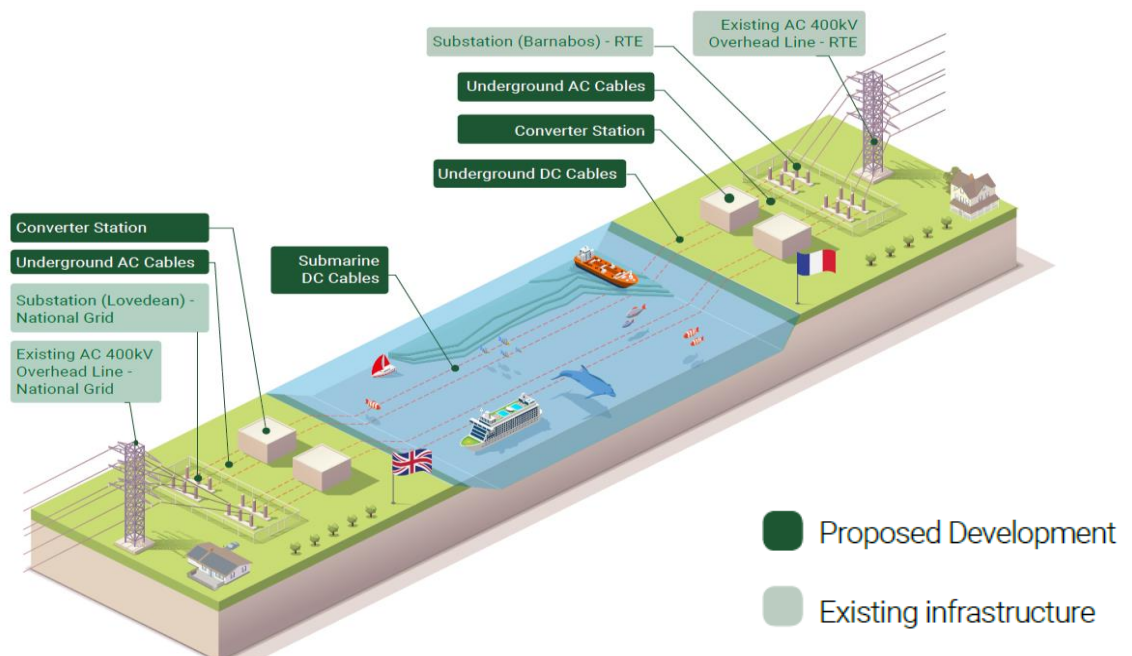 Substation (Barnabos) - RTE
Existing AC 400kV
Overhead Line - RTE
Underground AC Cables
Converter Station
Underground DC Cables
Converter Station
Underground AC Cables
Submarine
DC Cables
Substation (Lovedean) -
National Grid
Existing AC 400kV
Overhead Line -
National Grid
Proposed Development
Existing infrastructure